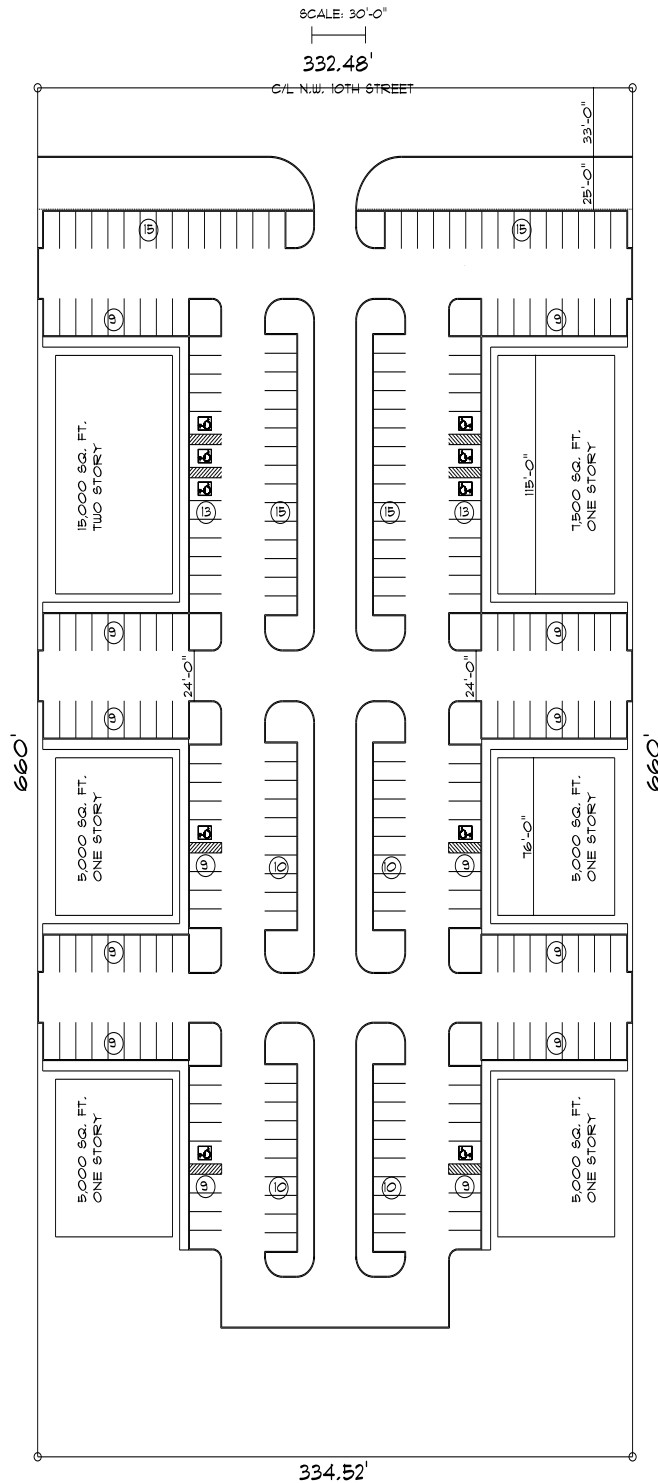 SCALE: 30'-0"
332.48'
C/L N.W. 10TH STREET
33'-0"
25'-0"
15
15
9
9
15,000 SQ. FT.
TWO STORY
115'-0"
7,500 SQ. FT.
ONE STORY
13
15
15
13
9
9
24'-0"
24'-0"
9
9
660'
660'
5,000 SQ. FT.
ONE STORY
76'-0"
5,000 SQ. FT.
ONE STORY
9
10
10
9
9
9
9
9
5,000 SQ. FT.
ONE STORY
5,000 SQ. FT.
ONE STORY
9
10
10
9
334.52'